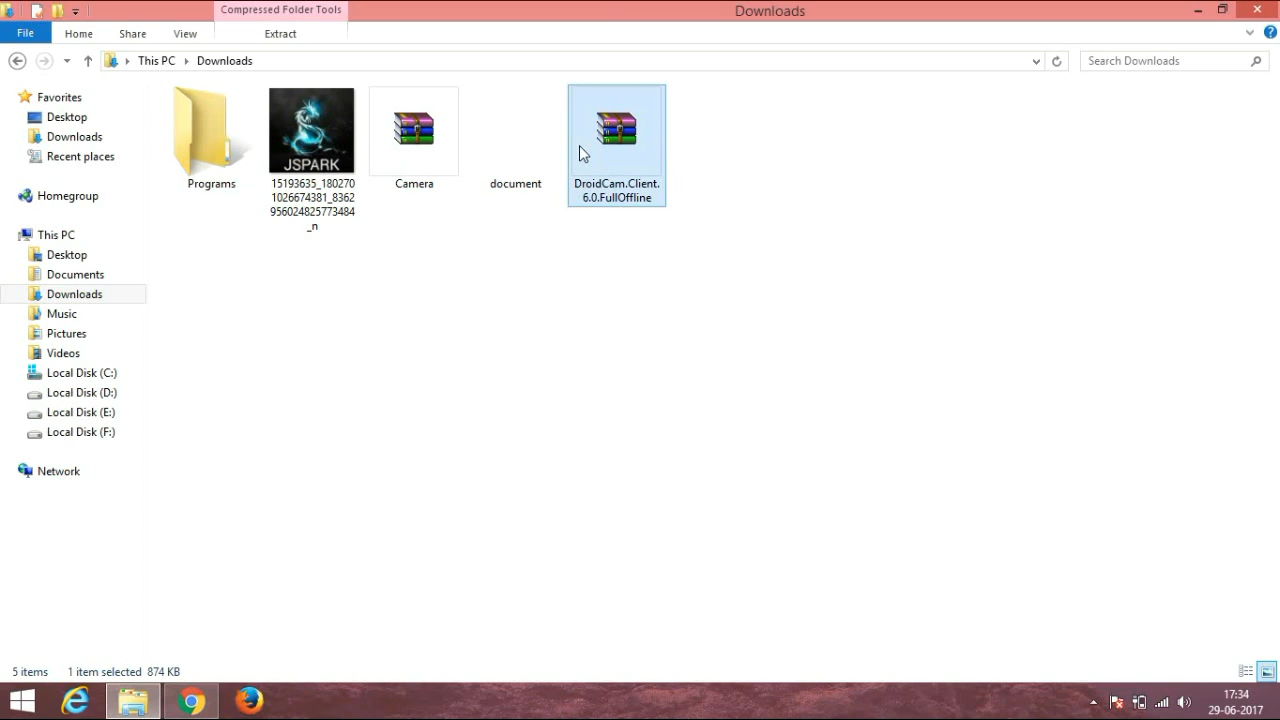 Compressed Folder Tools
Downloads
File
Home
Share
View
Extract
This PC
Downloads
Search Downloads
Favorites
Desktop
Downloads
Recent places
Homegroup
This PC
Desktop
Documents
Downloads
Music
Pictures
Videos
Local Disk (C:)
Local Disk (D:)
Local Disk (E:)
Local Disk (F:)
Network
Programs
JSPARK
15193635_180270
1026674381_8362
956024825773484
_n
Camera
document
DroidCam.Client.
6.0.FullOffline
5 items
1 item selected 874 KB
17:34
29-06-2017